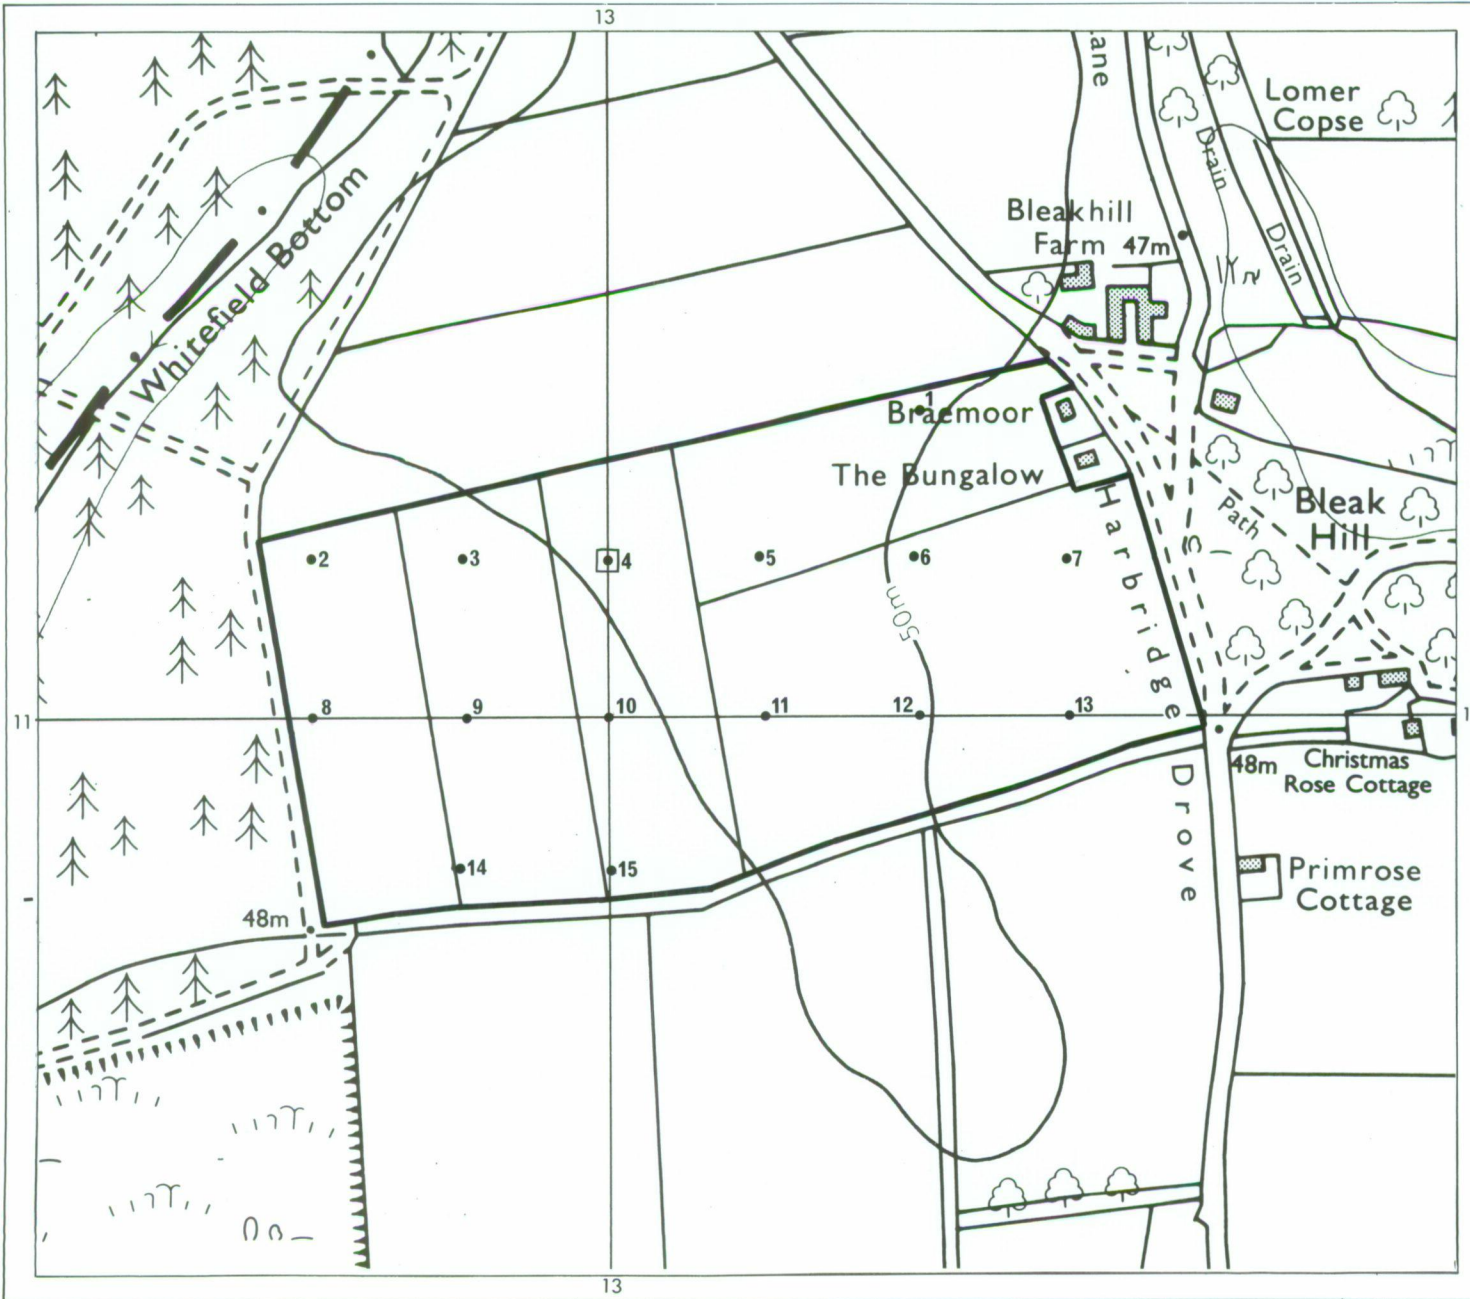 13
ane
Lomer
Copse
Drain
Drain
Bleakhill
Farm 47m
Whitefield Bottom
1
Braemoor
The Bungalow
Harbridge Drove
Path
Bleak
Hill
2
3
4
5
6
7
50m
11
8
9
10
11
12
13
1
48m
Christmas
Rose Cottage
14
15
Primrose
Cottage
48m
13